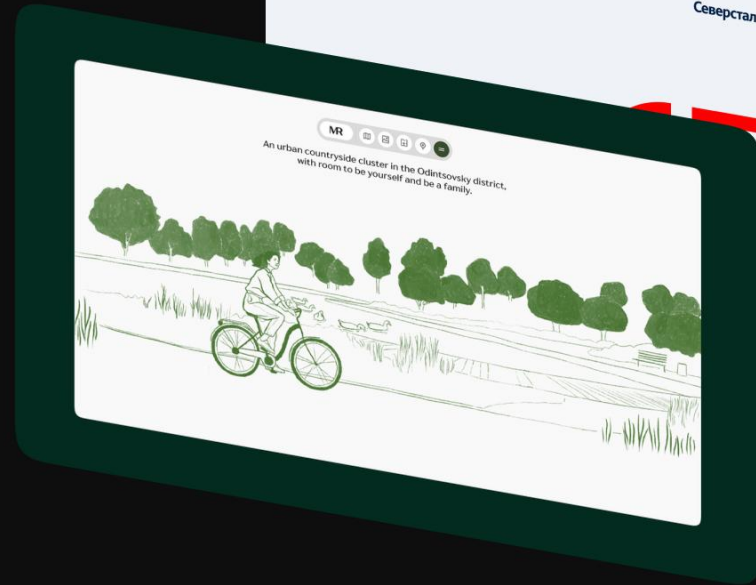 Северстал
MR
An urban countryside cluster in the Odintsovsky district,
with room to be yourself and be a family.